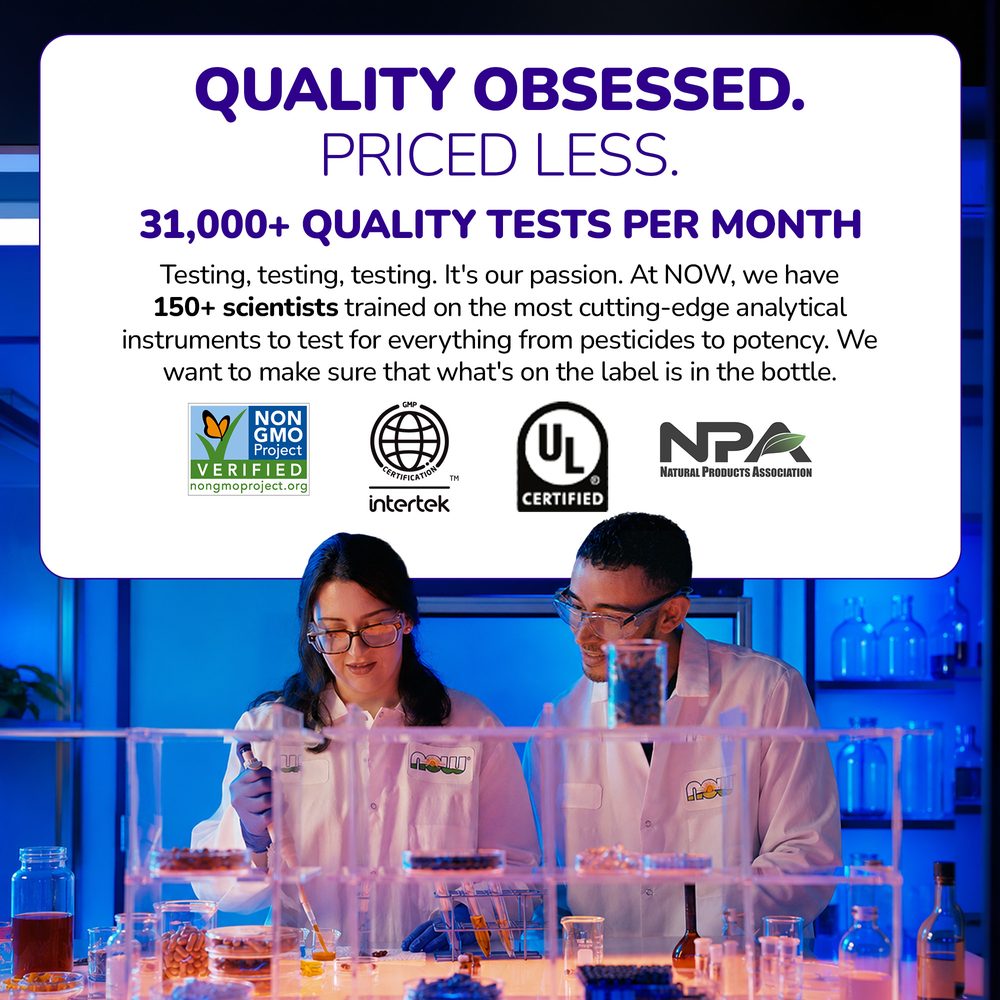 QUALITY OBSESSED.
PRICED LESS.
31,000+ QUALITY TESTS PER MONTH
Testing, testing, testing. It's our passion. At NOW, we have
150+ scientists trained on the most cutting-edge analytical
instruments to test for everything from pesticides to potency. We
want to make sure that what's on the label is in the bottle.
NON
GMO
Project
VERIFIED
nongmoproject.org
GMP
CERTIFICATION
intertek
TM
UL
®
CERTIFIED
NPA
NATURAL PRODUCTS ASSOCIATION
now
now